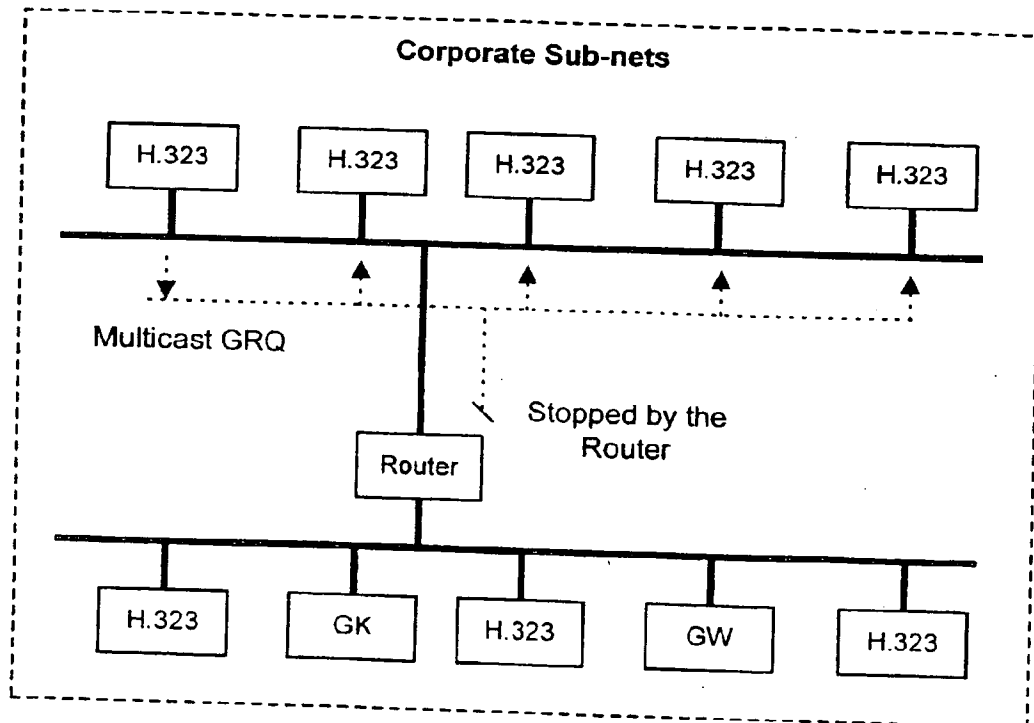 Corporate Sub-nets
H.323 H.323 H.323 H.323 H.323
Multicast GRQ
Stopped by the
Router
Router
H.323 GK H.323 GW H.323